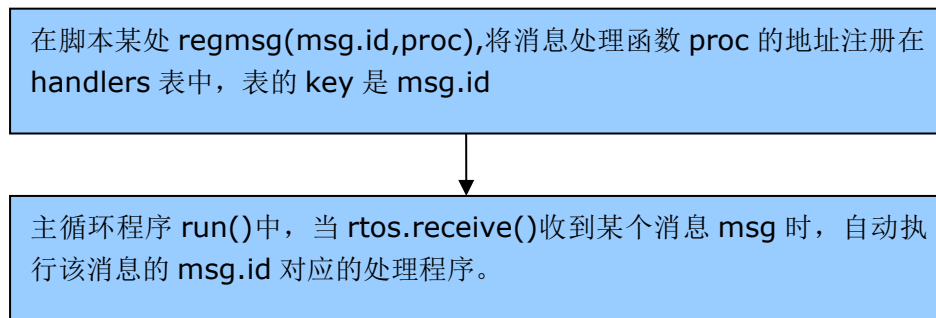 在脚本某处 regmsg(msg.id,proc),将消息处理函数 proc 的地址注册在
handlers 表中，表的 key 是 msg.id
主循环程序 run()中，当 rtos.receive()收到某个消息 msg 时，自动执
行该消息的 msg.id 对应的处理程序。